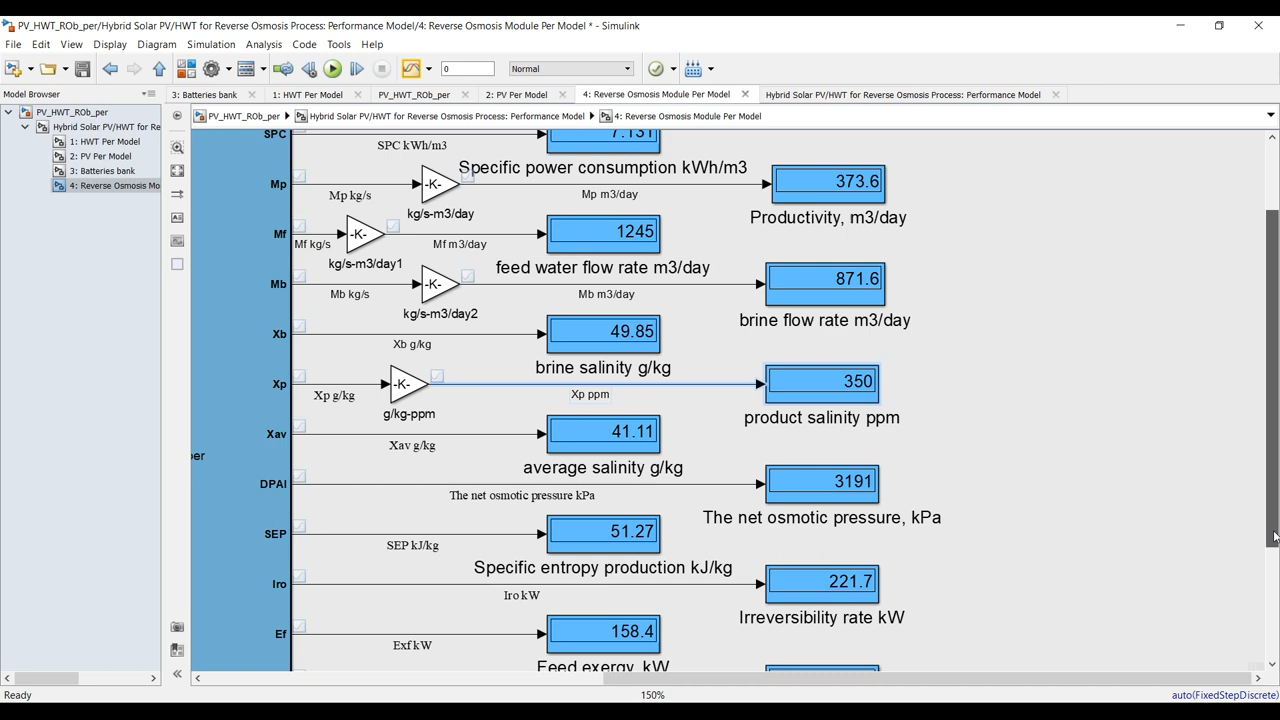 PV_HWT_ROb_per/Hybrid Solar PV/HWT for Reverse Osmosis Process: Performance Model/4: Reverse Osmosis Module Per Model * - Simulink
File Edit View Display Diagram Simulation Analysis Code Tools Help
0 Normal
Model Browser 3: Batteries bank 1: HWT Per Model PV_HWT_ROb_per 2: PV Per Model 4: Reverse Osmosis Module Per Model Hybrid Solar PV/HWT for Reverse Osmosis Process: Performance Model
PV_HWT_ROb_per Hybrid Solar PV/HWT for Reverse Osmosis Process: Performance Model 4: Reverse Osmosis Module Per Model
PV_HWT_ROb_per
Hybrid Solar PV/HWT for Re
1: HWT Per Model
2: PV Per Model
3: Batteries bank
4: Reverse Osmosis Mo
SPC 7.131
SPC kWh/m3
Specific power consumption kWh/m3
Mp -K- 373.6
Mp kg/s Mp m3/day
kg/s-m3/day Productivity, m3/day
Mf -K- 1245
Mf kg/s Mf m3/day
kg/s-m3/day1 feed water flow rate m3/day
Mb -K- 871.6
Mb kg/s Mb m3/day
kg/s-m3/day2 brine flow rate m3/day
Xb 49.85
Xb g/kg
brine salinity g/kg
Xp -K- 350
Xp g/kg Xp ppm
g/kg-ppm product salinity ppm
Xav 41.11
Xav g/kg
per
average salinity g/kg
DPAI 3191
The net osmotic pressure kPa
The net osmotic pressure, kPa
SEP 51.27
SEP kJ/kg
Specific entropy production kJ/kg
Iro 221.7
Iro kW
Irreversibility rate kW
Ef 158.4
Exf kW
Feed exergy, kW
Ready 150% auto(FixedStepDiscrete)